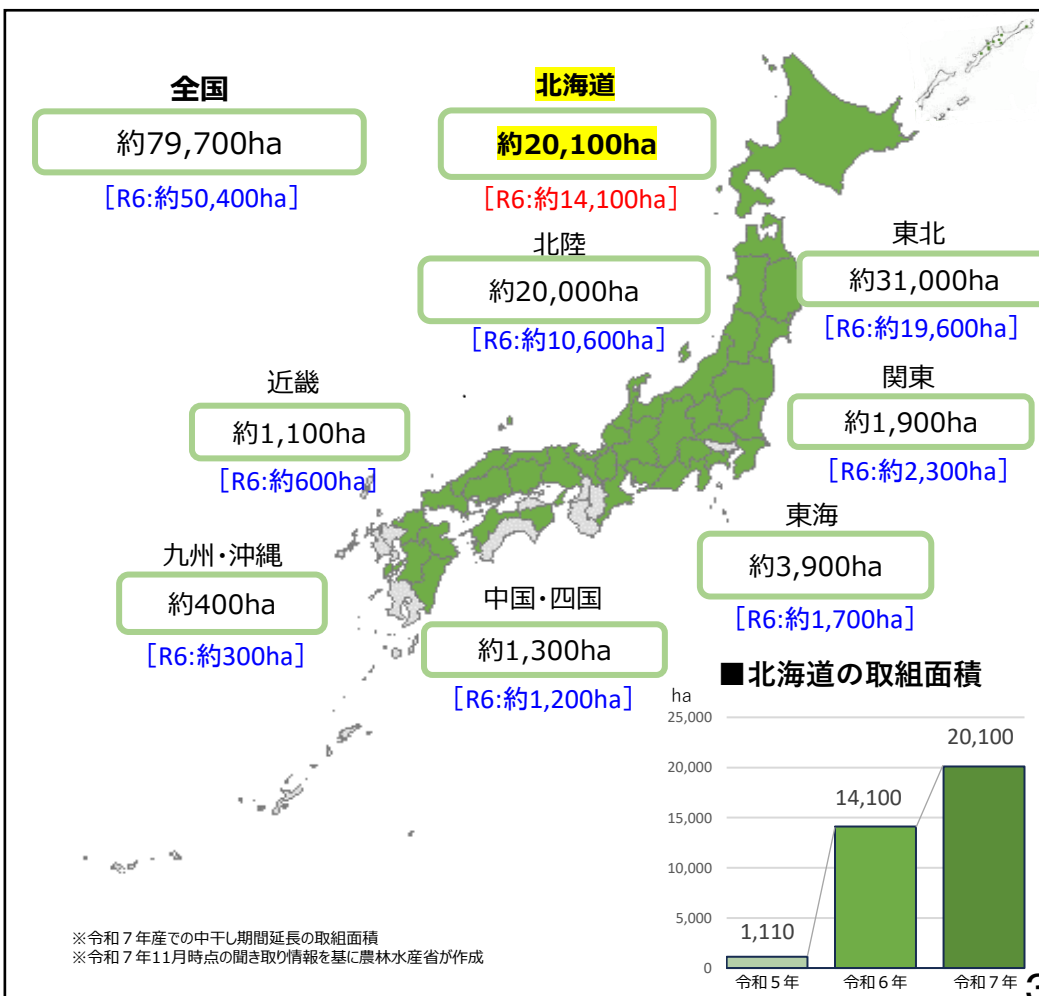 全国
約79,700ha
［R6:約50,400ha］
北海道
約20,100ha
［R6:約14,100ha］
北陸
約20,000ha
［R6:約10,600ha］
東北
約31,000ha
［R6:約19,600ha］
近畿
約1,100ha
［R6:約600ha］
関東
約1,900ha
［R6:約2,300ha］
九州・沖縄
約400ha
［R6:約300ha］
中国・四国
約1,300ha
［R6:約1,200ha］
東海
約3,900ha
［R6:約1,700ha］
■北海道の取組面積
ha
25,000
20,000
15,000
10,000
5,000
0
1,110
14,100
20,100
令和５年
令和６年
令和７年
※令和７年産での中干し期間延長の取組面積
※令和７年11月時点の聞き取り情報を基に農林水産省が作成
3